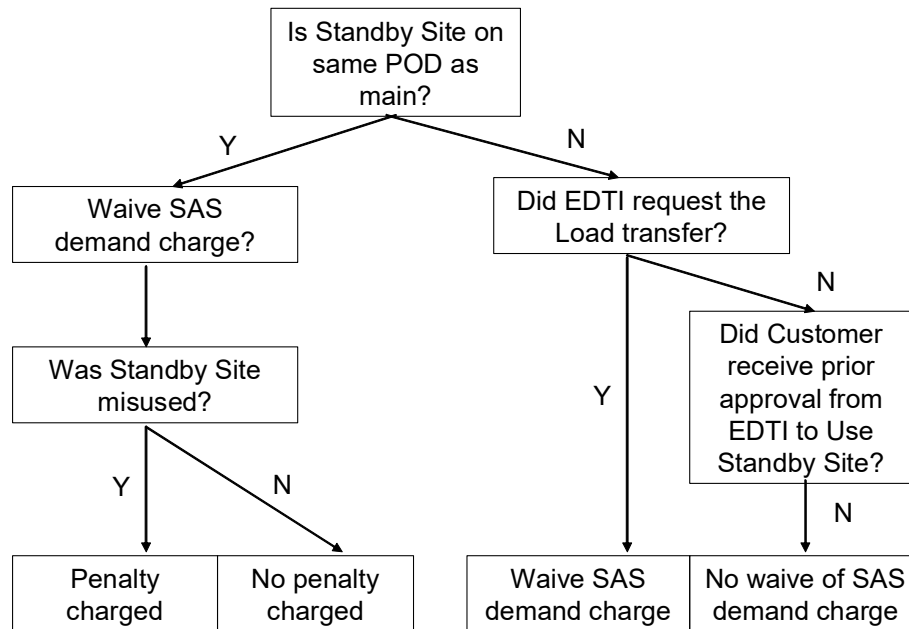 Is Standby Site on
same POD as
main?
Y
N
Waive SAS
demand charge?
Did EDTI request the
Load transfer?
N
Was Standby Site
misused?
Did Customer
receive prior
approval from
EDTI to Use
Standby Site?
Y
Y
N
N
Penalty
charged
No penalty
charged
Waive SAS
demand charge
No waive of SAS
demand charge